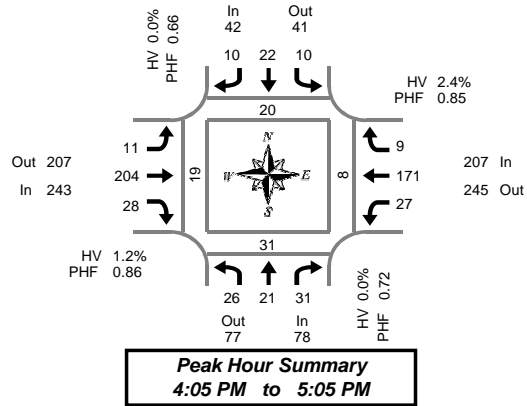 In
42
Out
41
HV 0.0%
PHF 0.66
10 22 10
HV 2.4%
PHF 0.85
20
11
204
28
Out 207
In 243
19
N
W E
S
8
9
171
27
207 In
245 Out
HV 1.2%
PHF 0.86
31
26 21 31
Out
77
In
78
HV 0.0%
PHF 0.72
Peak Hour Summary
4:05 PM to 5:05 PM